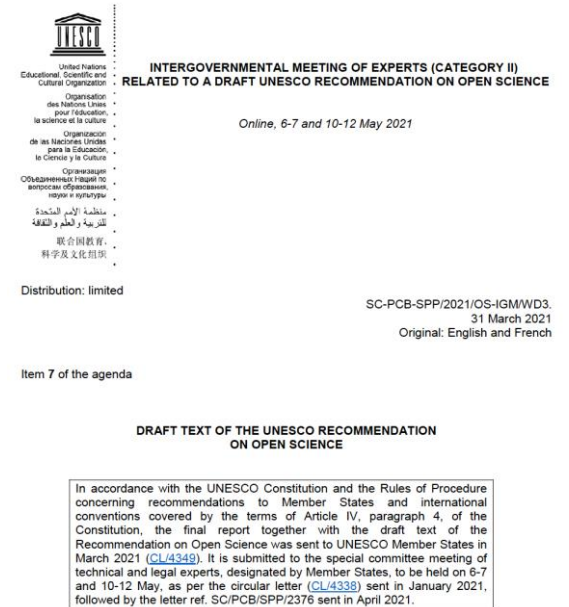 UNESCO
United Nations
Educational, Scientific and
Cultural Organization
Organisation
des Nations Unies
pour l'éducation,
la science et la culture
Organización
de las Naciones Unidas
para la Educación,
la Ciencia y la Cultura
Организация
Объединенных Наций по
вопросам образования,
науки и культуры
منظمة الأمم المتحدة
للتربية والعلم والثقافة
联合国教育、
科学及文化组织
INTERGOVERNMENTAL MEETING OF EXPERTS (CATEGORY II)
RELATED TO A DRAFT UNESCO RECOMMENDATION ON OPEN SCIENCE
Online, 6-7 and 10-12 May 2021
Distribution: limited
SC-PCB-SPP/2021/OS-IGM/WD3.
31 March 2021
Original: English and French
Item 7 of the agenda
DRAFT TEXT OF THE UNESCO RECOMMENDATION
ON OPEN SCIENCE
In accordance with the UNESCO Constitution and the Rules of Procedure
concerning recommendations to Member States and international
conventions covered by the terms of Article IV, paragraph 4, of the
Constitution, the final report together with the draft text of the
Recommendation on Open Science was sent to UNESCO Member States in
March 2021 (CL/4349). It is submitted to the special committee meeting of
technical and legal experts, designated by Member States, to be held on 6-7
and 10-12 May, as per the circular letter (CL/4338) sent in January 2021,
followed by the letter ref. SC/PCB/SPP/2376 sent in April 2021.